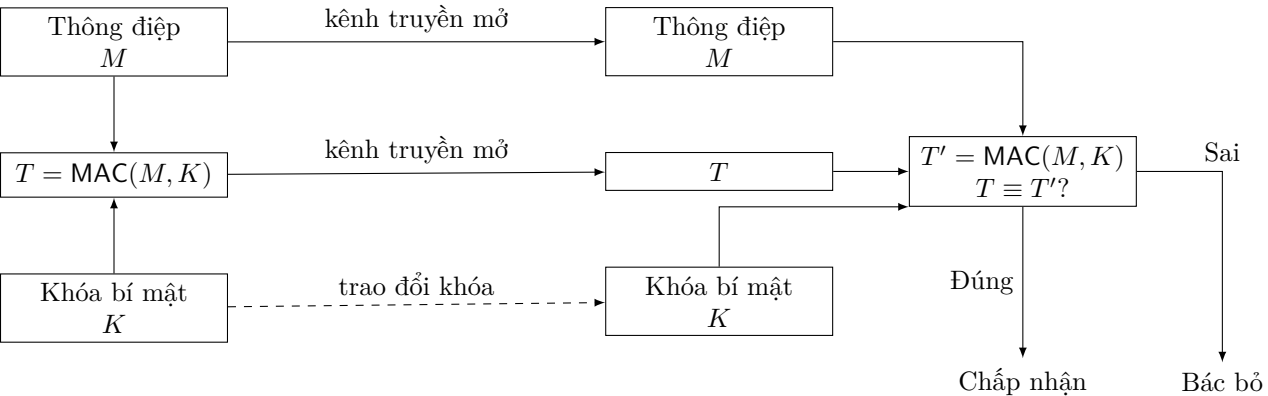 Thông điệp
M
kênh truyền mở
Thông điệp
M
T = MAC(M, K)
kênh truyền mở
T
T′ = MAC(M, K)
T ≡ T′?
Sai
Khóa bí mật
K
trao đổi khóa
Khóa bí mật
K
Đúng
Chấp nhận
Bác bỏ